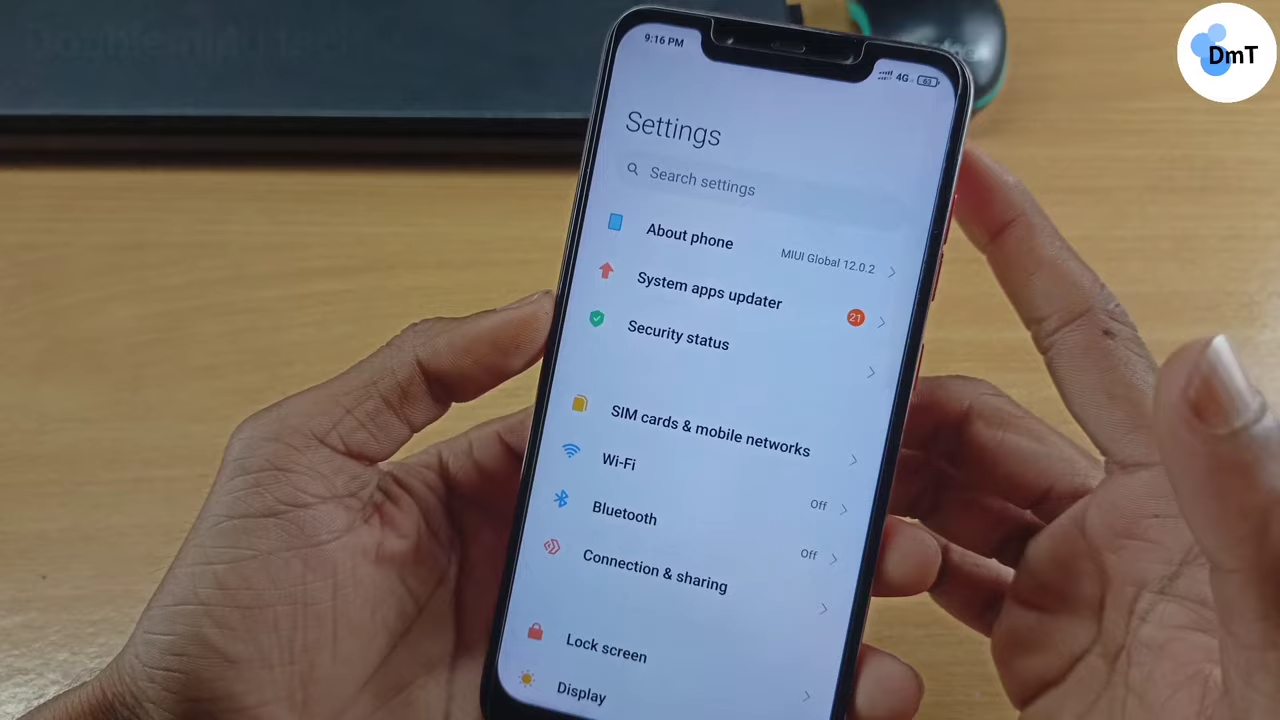 DmT
9:16 PM
4G
63
Settings
Search settings
About phone
MIUI Global 12.0.2
System apps updater
21
Security status
SIM cards & mobile networks
Wi-Fi
Off
Bluetooth
Off
Connection & sharing
Lock screen
Display